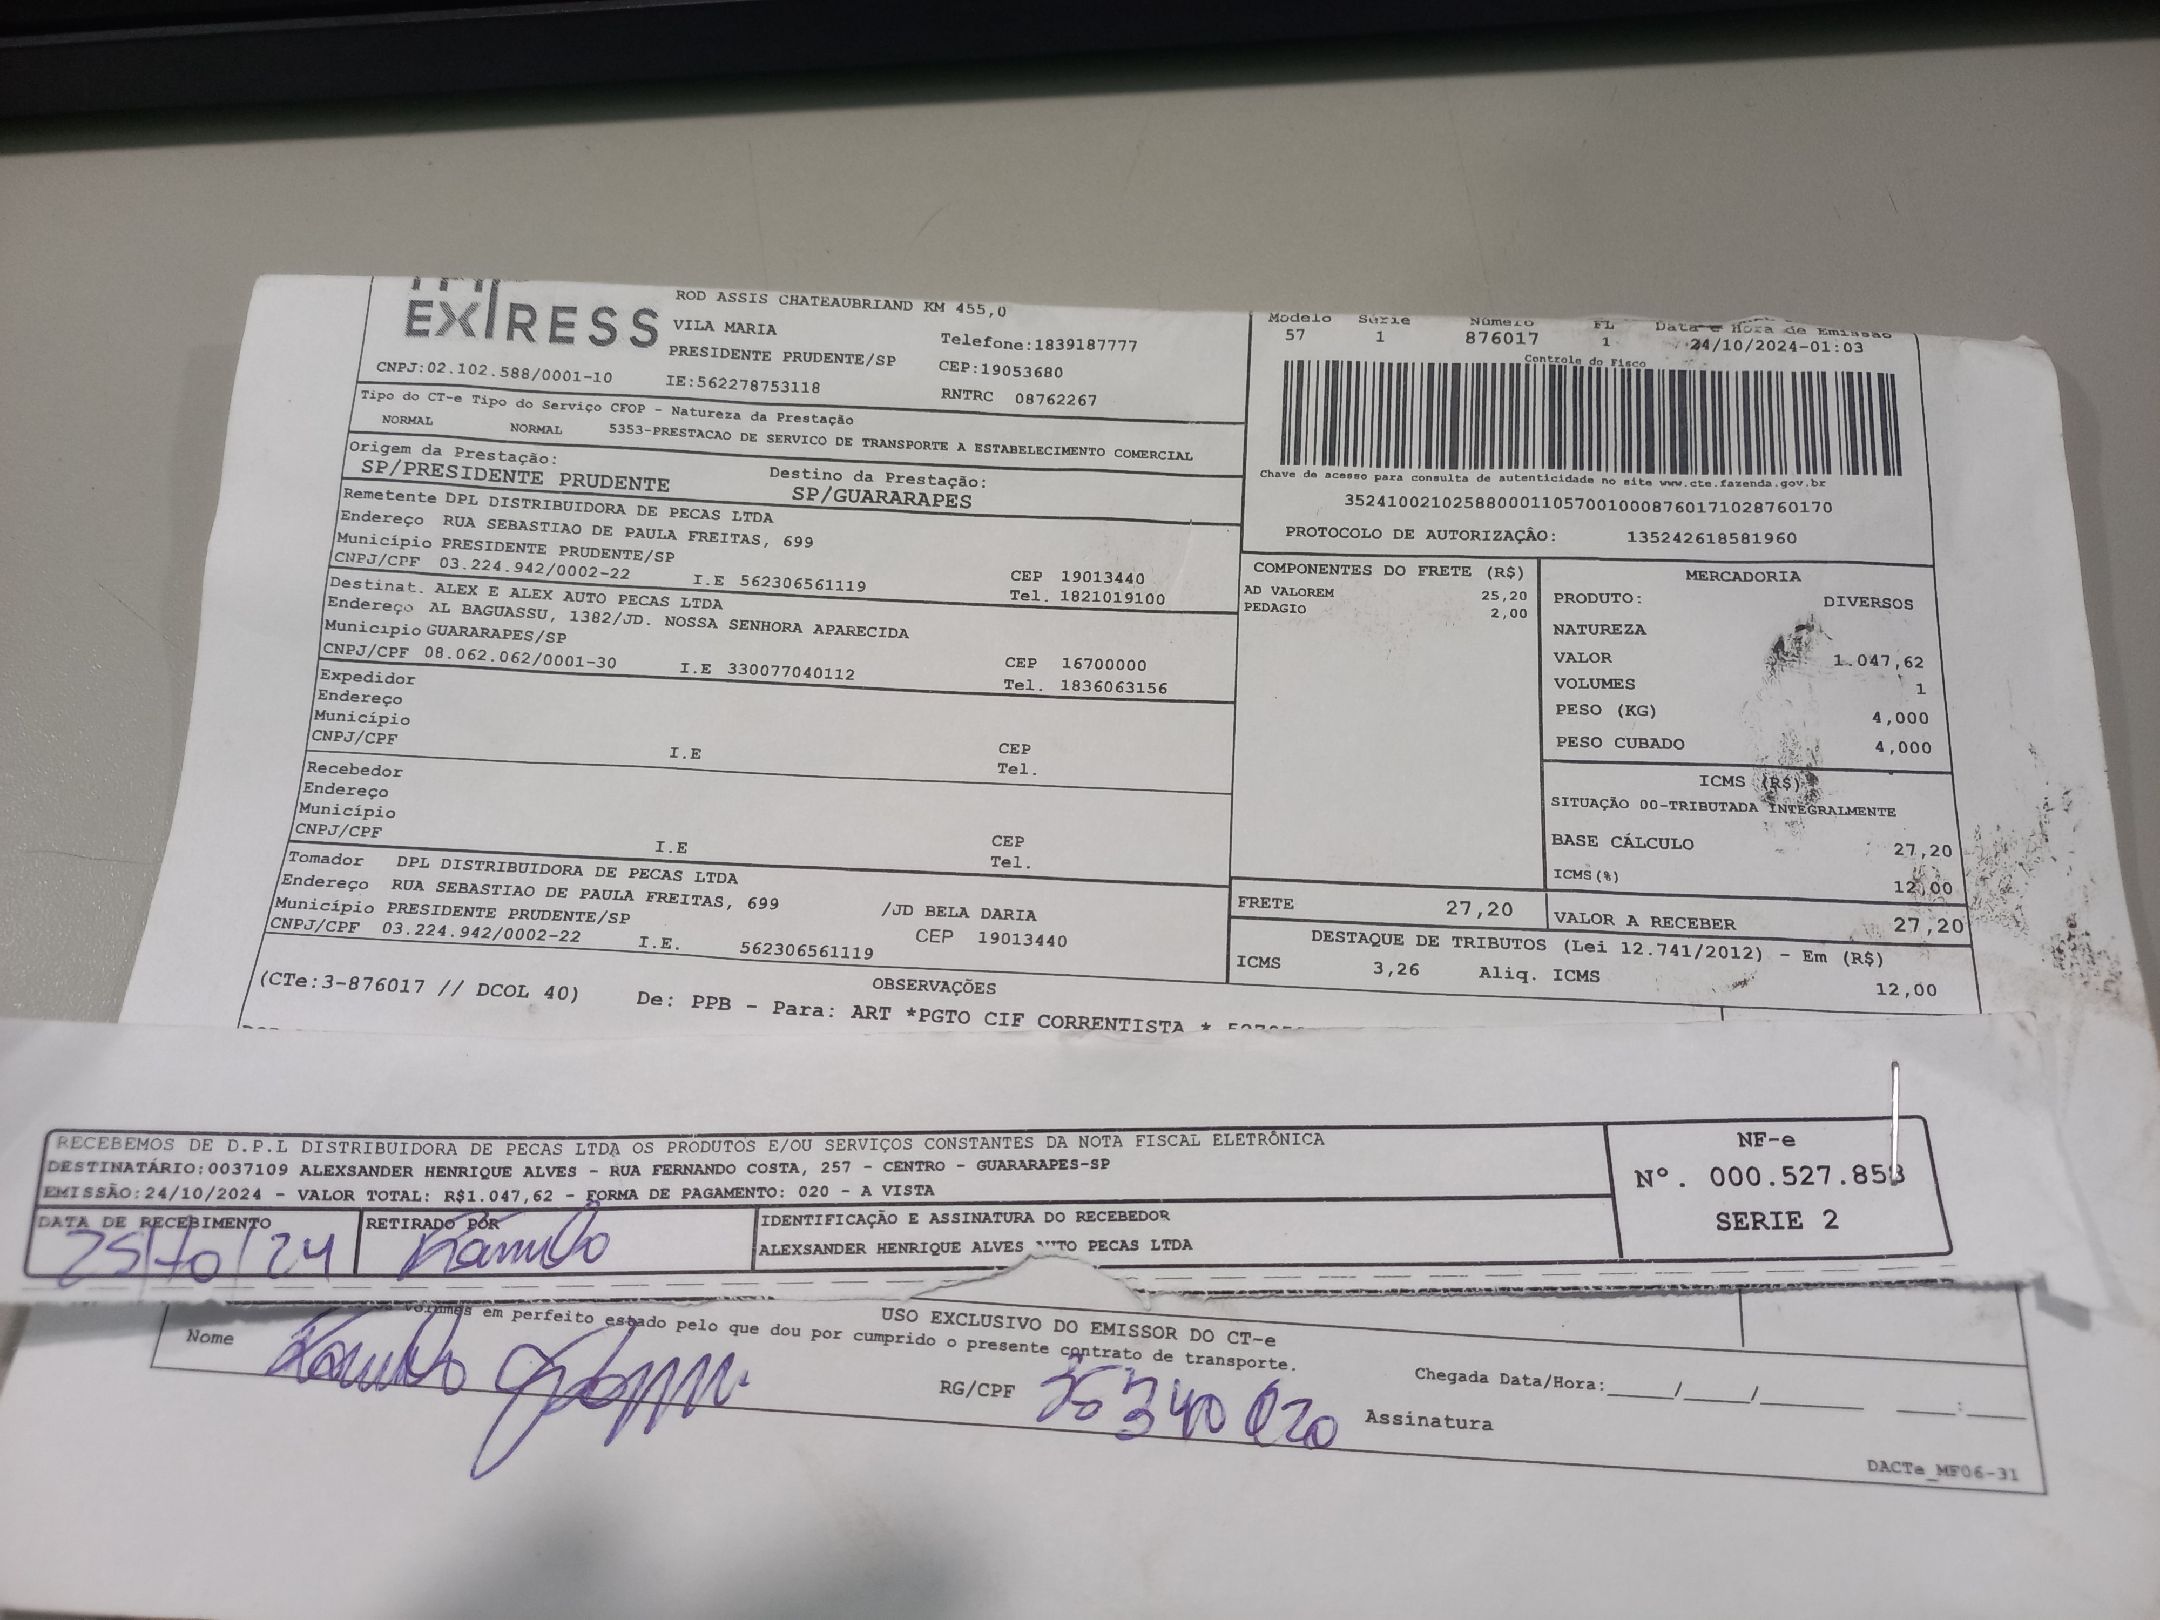 EXPRESS
ROD ASSIS CHATEAUBRIAND KM 455,0
VILA MARIA Telefone:1839187777
PRESIDENTE PRUDENTE/SP CEP:19053680
CNPJ:02.102.588/0001-10 IE:562278753118 RNTRC 08762267
Modelo Série Número FL Data e Hora de Emissão
57 1 876017 1 24/10/2024-01:03
Controle do Fisco
Chave de acesso para consulta de autenticidade no site www.cte.fazenda.gov.br
35241002102588000110570010008760171028760170
PROTOCOLO DE AUTORIZAÇÃO: 135242618581960
Tipo do CT-e Tipo do Serviço CFOP - Natureza da Prestação
NORMAL NORMAL 5353-PRESTACAO DE SERVICO DE TRANSPORTE A ESTABELECIMENTO COMERCIAL
Origem da Prestação: Destino da Prestação:
SP/PRESIDENTE PRUDENTE SP/GUARARAPES
Remetente DPL DISTRIBUIDORA DE PECAS LTDA
Endereço RUA SEBASTIAO DE PAULA FREITAS, 699
Município PRESIDENTE PRUDENTE/SP CEP 19013440
CNPJ/CPF 03.224.942/0002-22 I.E 562306561119 Tel. 1821019100
Destinat. ALEX E ALEX AUTO PECAS LTDA
Endereço AL BAGUASSU, 1382/JD. NOSSA SENHORA APARECIDA
Município GUARARAPES/SP CEP 16700000
CNPJ/CPF 08.062.062/0001-30 I.E 330077040112 Tel. 1836063156
Expedidor
Endereço
Município CEP
CNPJ/CPF I.E Tel.
Recebedor
Endereço
Município CEP
CNPJ/CPF I.E Tel.
Tomador DPL DISTRIBUIDORA DE PECAS LTDA
Endereço RUA SEBASTIAO DE PAULA FREITAS, 699 /JD BELA DARIA
Município PRESIDENTE PRUDENTE/SP CEP 19013440
CNPJ/CPF 03.224.942/0002-22 I.E. 562306561119
COMPONENTES DO FRETE (R$)
AD VALOREM 25,20
PEDAGIO 2,00
MERCADORIA
PRODUTO: DIVERSOS
NATUREZA
VALOR 1.047,62
VOLUMES 1
PESO (KG) 4,000
PESO CUBADO 4,000
ICMS (R$)
SITUAÇÃO 00-TRIBUTADA INTEGRALMENTE
BASE CÁLCULO 27,20
ICMS(%) 12,00
FRETE 27,20 VALOR A RECEBER 27,20
DESTAQUE DE TRIBUTOS (Lei 12.741/2012) - Em (R$)
ICMS 3,26 Aliq. ICMS 12,00
OBSERVAÇÕES
(CTe:3-876017 // DCOL 40) De: PPB - Para: ART *PGTO CIF CORRENTISTA *
RECEBEMOS DE D.P.L DISTRIBUIDORA DE PECAS LTDA OS PRODUTOS E/OU SERVIÇOS CONSTANTES DA NOTA FISCAL ELETRÔNICA
DESTINATÁRIO:0037109 ALEXSANDER HENRIQUE ALVES - RUA FERNANDO COSTA, 257 - CENTRO - GUARARAPES-SP
EMISSÃO:24/10/2024 - VALOR TOTAL: R$1.047,62 - FORMA DE PAGAMENTO: 020 - A VISTA
NF-e
Nº. 000.527.858
SERIE 2
DATA DE RECEBIMENTO RETIRADO POR IDENTIFICAÇÃO E ASSINATURA DO RECEBEDOR
25/10/24 ALEXSANDER HENRIQUE ALVES AUTO PECAS LTDA
USO EXCLUSIVO DO EMISSOR DO CT-e
volumes em perfeito estado pelo que dou por cumprido o presente contrato de transporte.
Nome RG/CPF Chegada Data/Hora:_____/_____/_______ ____:____
Assinatura
DACTe_MF06-31